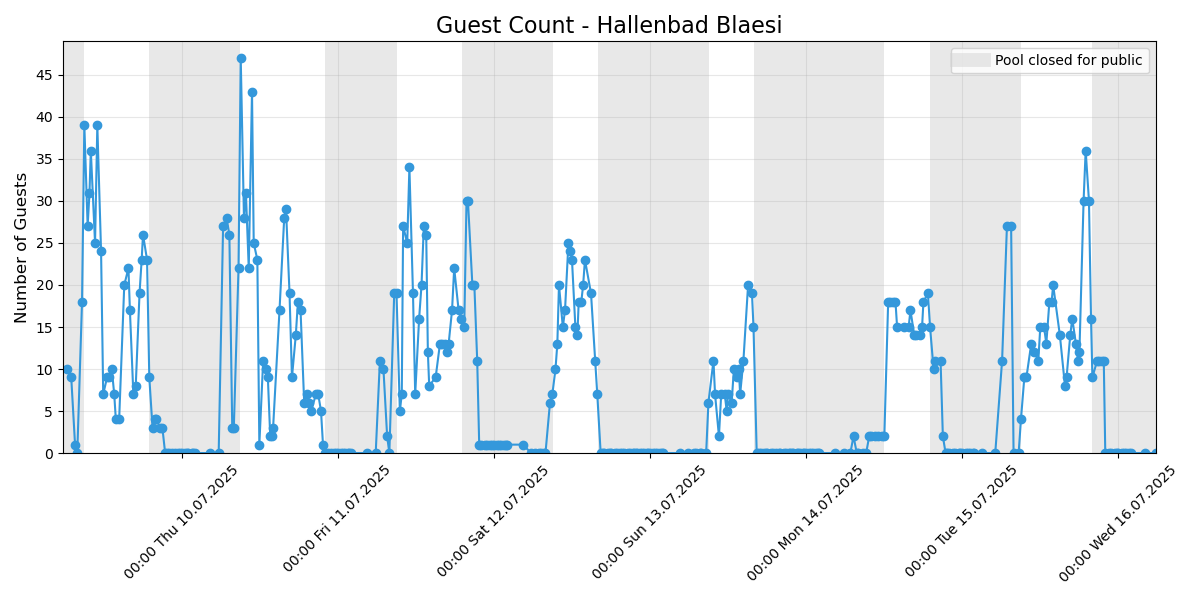 Guest Count - Hallenbad Blaesi
Pool closed for public
Number of Guests
45
40
35
30
25
20
15
10
5
0
00:00 Thu 10.07.2025
00:00 Fri 11.07.2025
00:00 Sat 12.07.2025
00:00 Sun 13.07.2025
00:00 Mon 14.07.2025
00:00 Tue 15.07.2025
00:00 Wed 16.07.2025